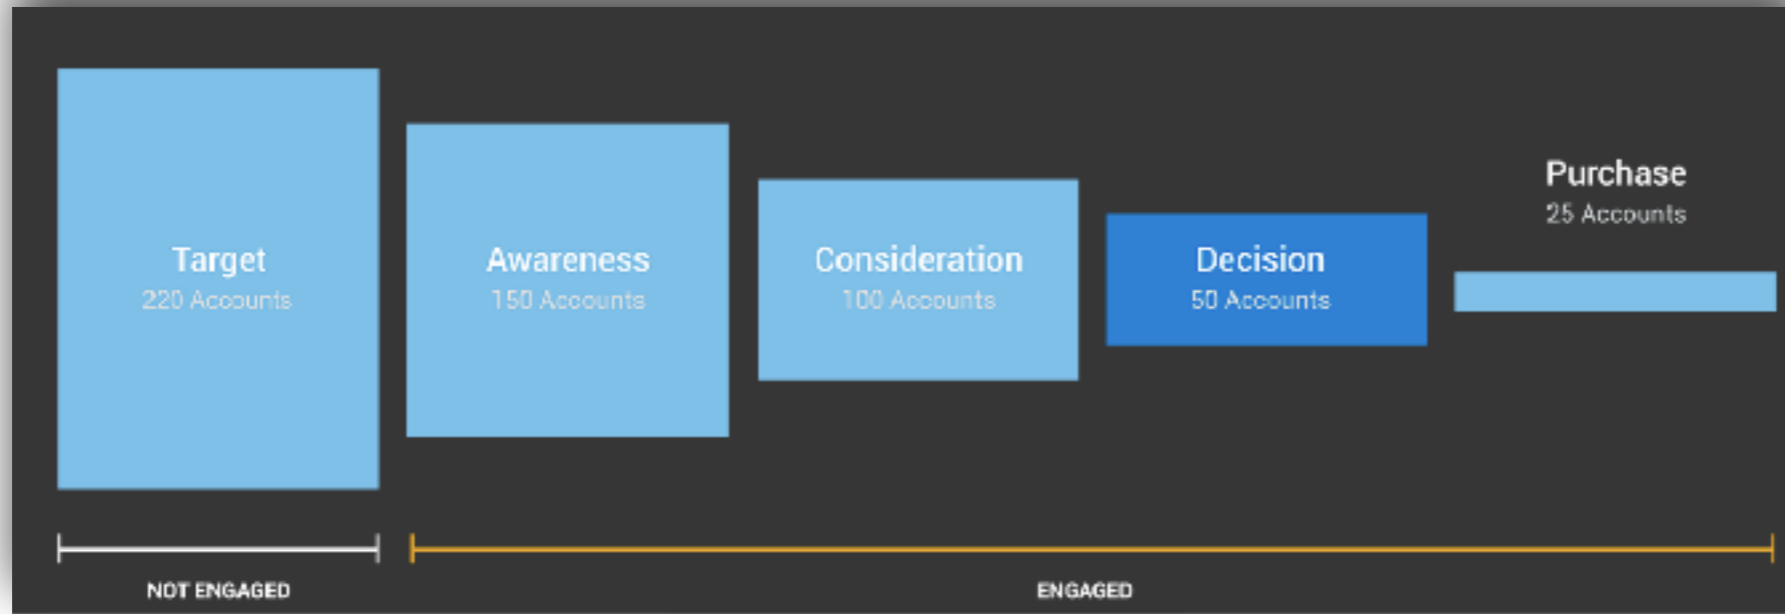 Target
220 Accounts
Awareness
150 Accounts
Consideration
100 Accounts
Decision
50 Accounts
Purchase
25 Accounts
NOT ENGAGED
ENGAGED